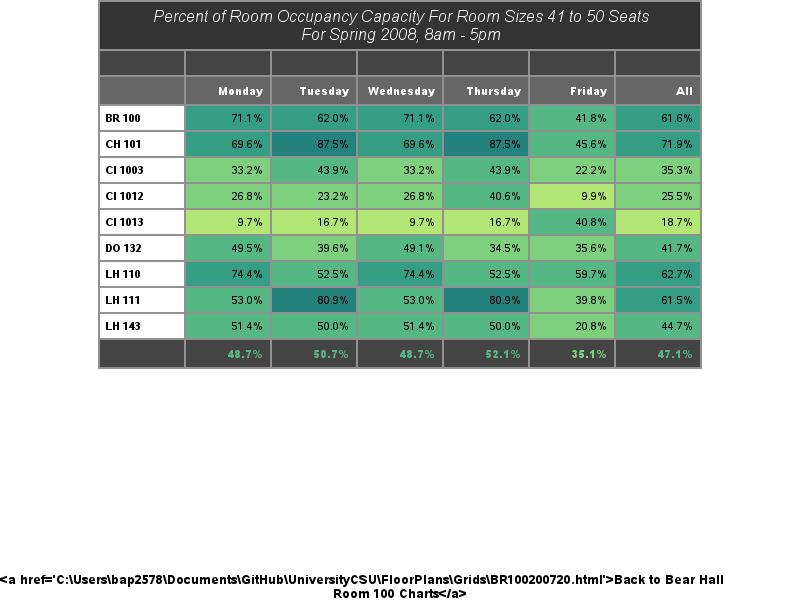 Percent of Room Occupancy Capacity For Room Sizes 41 to 50 Seats
For Spring 2008, 8am - 5pm
Monday Tuesday Wednesday Thursday Friday All
BR 100 71.1% 62.0% 71.1% 62.0% 41.8% 61.6%
CH 101 69.6% 87.5% 69.6% 87.5% 45.6% 71.9%
CI 1003 33.2% 43.9% 33.2% 43.9% 22.2% 35.3%
CI 1012 26.8% 23.2% 26.8% 40.6% 9.9% 25.5%
CI 1013 9.7% 16.7% 9.7% 16.7% 40.8% 18.7%
DO 132 49.5% 39.6% 49.1% 34.5% 35.6% 41.7%
LH 110 74.4% 52.5% 74.4% 52.5% 59.7% 62.7%
LH 111 53.0% 80.9% 53.0% 80.9% 39.8% 61.5%
LH 143 51.4% 50.0% 51.4% 50.0% 20.8% 44.7%
48.7% 50.7% 48.7% 52.1% 35.1% 47.1%
<a href='C:\Users\bap2578\Documents\GitHub\UniversityCSU\FloorPlans\Grids\BR100200720.html'>Back to Bear Hall
Room 100 Charts</a>